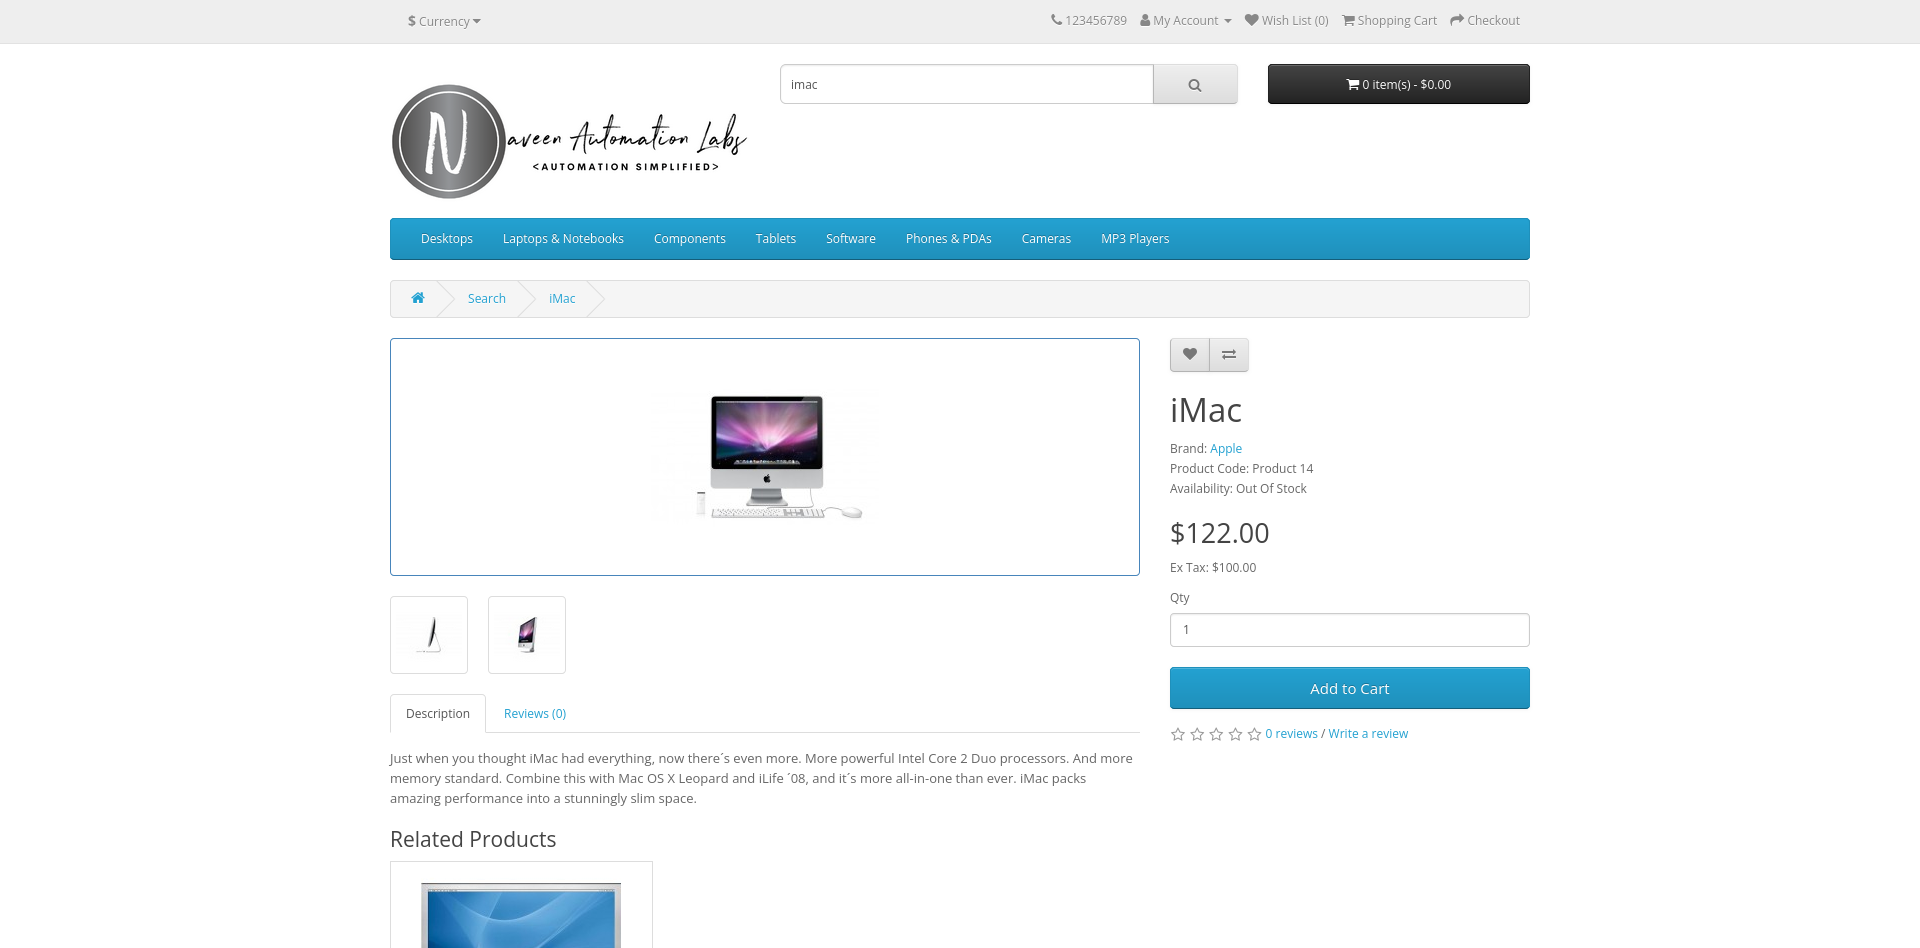 $ Currency
123456789 My Account Wish List (0) Shopping Cart Checkout
imac
0 item(s) - $0.00
N
aveen Automation Labs
<AUTOMATION SIMPLIFIED>
Desktops Laptops & Notebooks Components Tablets Software Phones & PDAs Cameras MP3 Players
Search iMac
iMac
Brand: Apple
Product Code: Product 14
Availability: Out Of Stock
$122.00
Ex Tax: $100.00
Qty
1
Add to Cart
0 reviews / Write a review
Description Reviews (0)
Just when you thought iMac had everything, now there´s even more. More powerful Intel Core 2 Duo processors. And more
memory standard. Combine this with Mac OS X Leopard and iLife ´08, and it´s more all-in-one than ever. iMac packs
amazing performance into a stunningly slim space.
Related Products